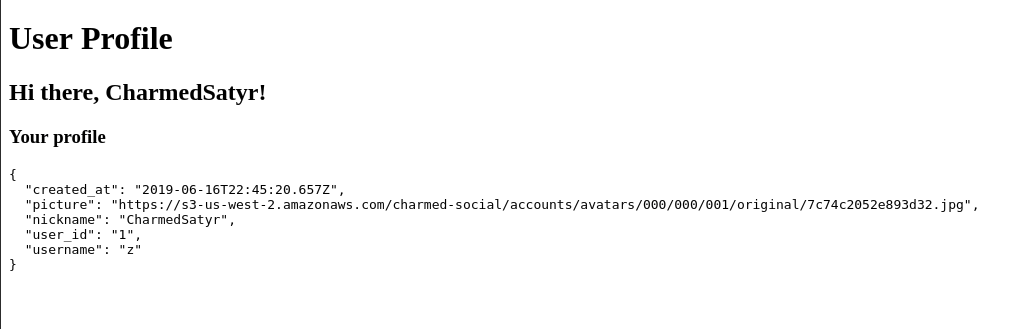 User Profile
Hi there, CharmedSatyr!
Your profile
{
  "created_at": "2019-06-16T22:45:20.657Z",
  "picture": "https://s3-us-west-2.amazonaws.com/charmed-social/accounts/avatars/000/000/001/original/7c74c2052e893d32.jpg",
  "nickname": "CharmedSatyr",
  "user_id": "1",
  "username": "z"
}